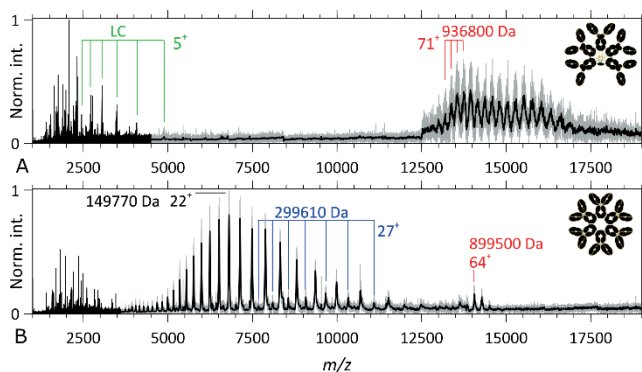 1
Norm. int.
0
LC
5+
71+
936800 Da
A
2500 5000 7500 10000 12500 15000 17500
1
Norm. int.
0
149770 Da 22+
299610 Da
27+
899500 Da
64+
B
2500 5000 7500 10000 12500 15000 17500
m/z